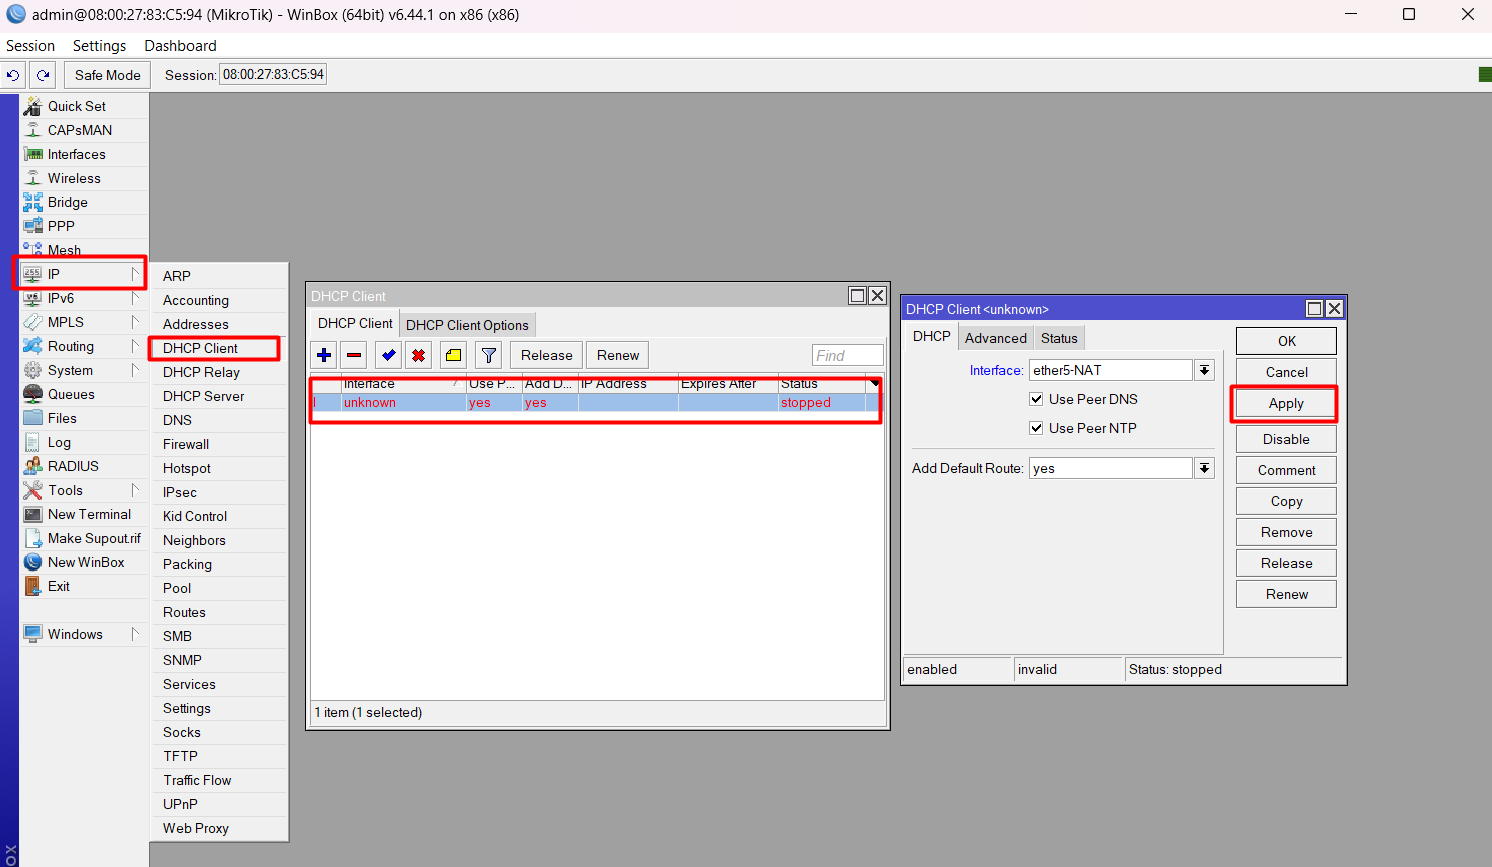 admin@08:00:27:83:C5:94 (MikroTik) - WinBox (64bit) v6.44.1 on x86 (x86)
Session Settings Dashboard
Safe Mode Session: 08:00:27:83:C5:94
Quick Set
CAPsMAN
Interfaces
Wireless
Bridge
PPP
Mesh
IP
IPv6
MPLS
Routing
System
Queues
Files
Log
RADIUS
Tools
New Terminal
Make Supout.rif
New WinBox
Exit
Windows
ARP
Accounting
Addresses
DHCP Client
DHCP Relay
DHCP Server
DNS
Firewall
Hotspot
IPsec
Kid Control
Neighbors
Packing
Pool
Routes
SMB
SNMP
Services
Settings
Socks
TFTP
Traffic Flow
UPnP
Web Proxy
DHCP Client
DHCP Client DHCP Client Options
Release Renew Find
Interface Use P... Add D... IP Address Expires After Status
I unknown yes yes stopped
1 item (1 selected)
DHCP Client <unknown>
DHCP Advanced Status
Interface: ether5-NAT
Use Peer DNS
Use Peer NTP
Add Default Route: yes
OK
Cancel
Apply
Disable
Comment
Copy
Remove
Release
Renew
enabled invalid Status: stopped
OX